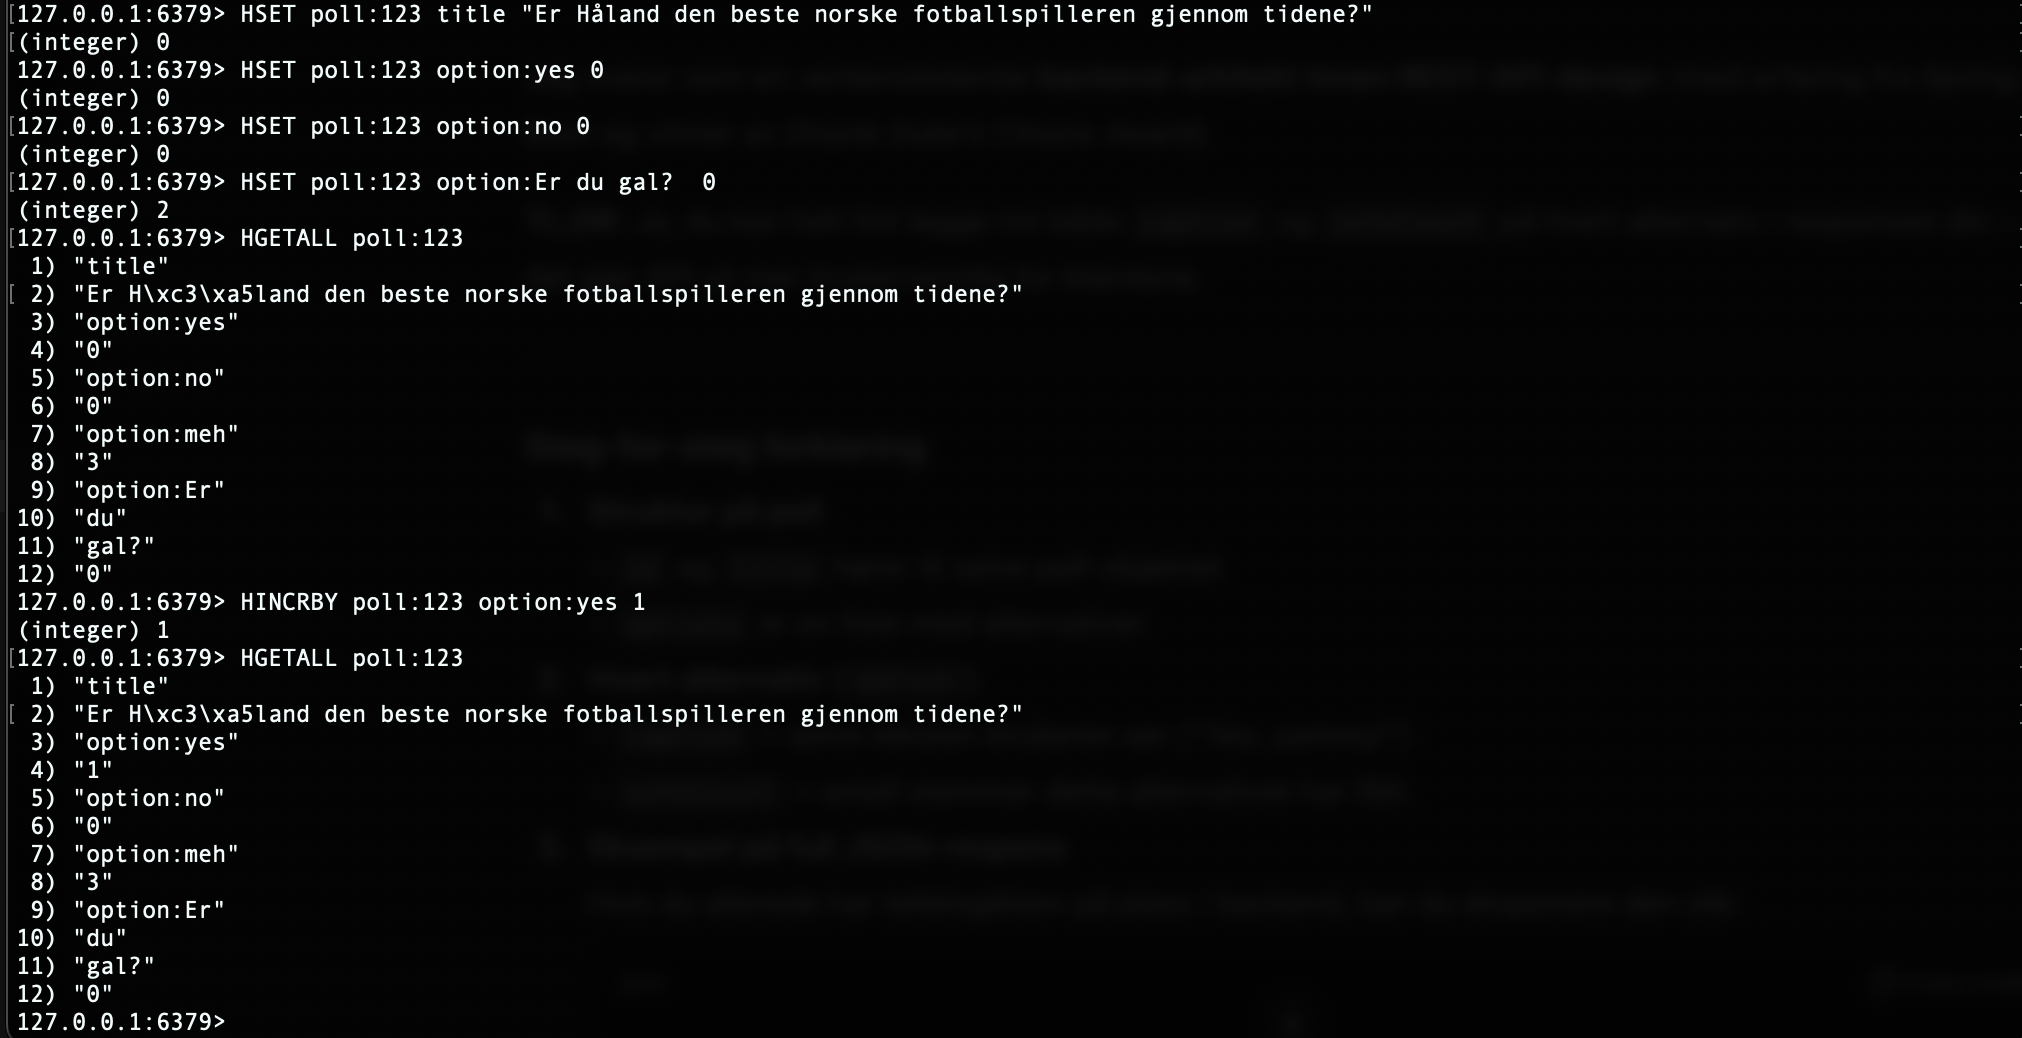 [127.0.0.1:6379> HSET poll:123 title "Er Håland den beste norske fotballspilleren gjennom tidene?"
[(integer) 0
127.0.0.1:6379> HSET poll:123 option:yes 0
(integer) 0
[127.0.0.1:6379> HSET poll:123 option:no 0
(integer) 0
[127.0.0.1:6379> HSET poll:123 option:Er du gal?  0
(integer) 2
[127.0.0.1:6379> HGETALL poll:123
1) "title"
[ 2) "Er H\xc3\xa5land den beste norske fotballspilleren gjennom tidene?"
3) "option:yes"
4) "0"
5) "option:no"
6) "0"
7) "option:meh"
8) "3"
9) "option:Er"
10) "du"
11) "gal?"
12) "0"
127.0.0.1:6379> HINCRBY poll:123 option:yes 1
(integer) 1
[127.0.0.1:6379> HGETALL poll:123
1) "title"
[ 2) "Er H\xc3\xa5land den beste norske fotballspilleren gjennom tidene?"
3) "option:yes"
4) "1"
5) "option:no"
6) "0"
7) "option:meh"
8) "3"
9) "option:Er"
10) "du"
11) "gal?"
12) "0"
127.0.0.1:6379>